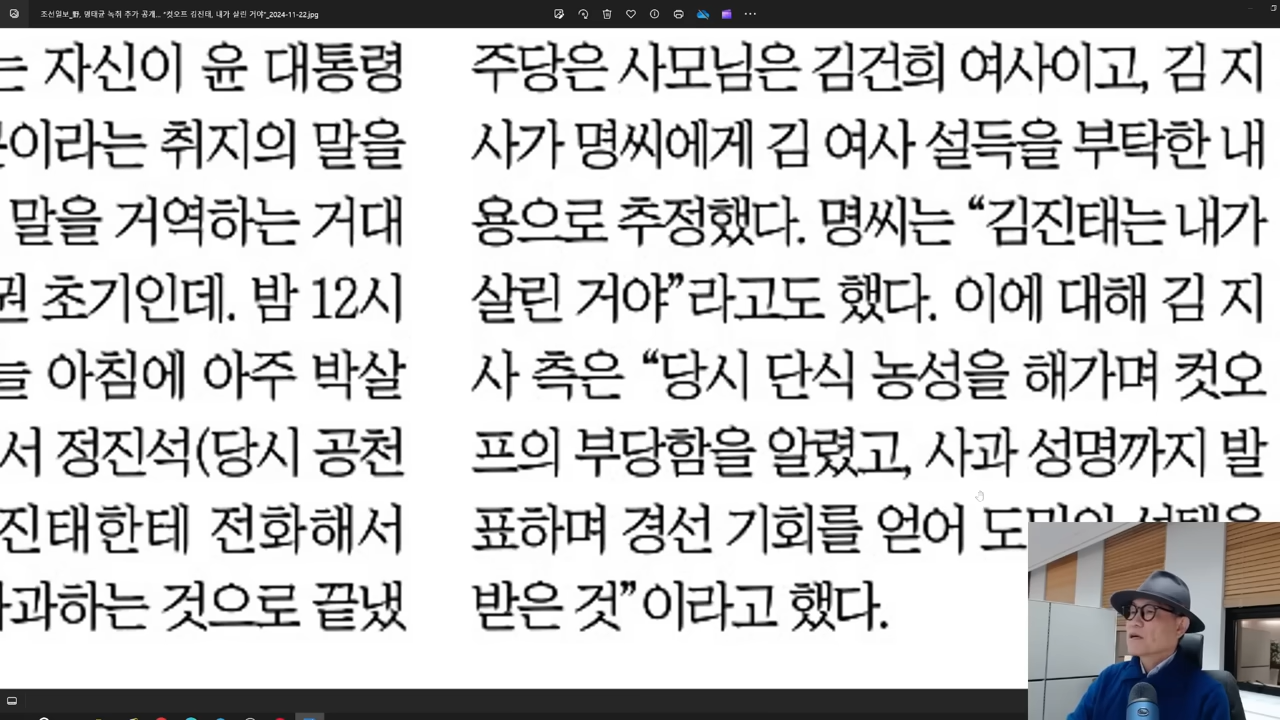 조선일보_野, 명태균 녹취 추가 공개... "컷오프 김진태, 내가 살린 거야"_2024-11-22.jpg
는 자신이 윤 대통령
이라는 취지의 말을
말을 거역하는 거대
초기인데. 밤 12시
아침에 아주 박살
서 정진석(당시 공천
진태한테 전화해서
과하는 것으로 끝냈
주당은 사모님은 김건희 여사이고, 김 지
사가 명씨에게 김 여사 설득을 부탁한 내
용으로 추정했다. 명씨는 “김진태는 내가
살린 거야”라고도 했다. 이에 대해 김 지
사 측은 “당시 단식 농성을 해가며 컷오
프의 부당함을 알렸고, 사과 성명까지 발
표하며 경선 기회를 얻어
받은 것”이라고 했다.